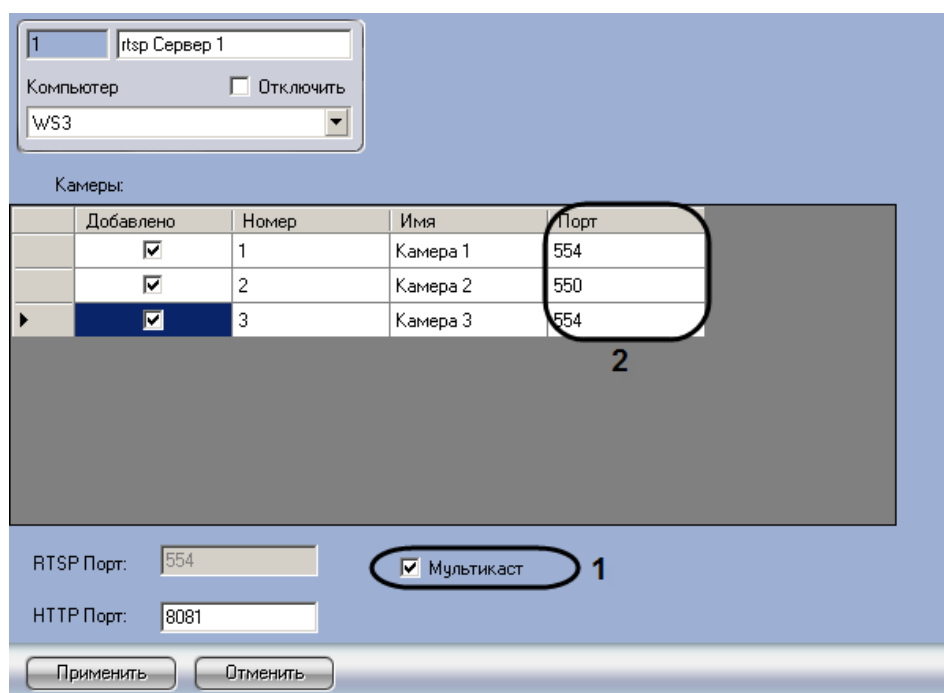 1 rtsp Сервер 1
Компьютер Отключить
WS3
Камеры:
Добавлено Номер Имя Порт
1 Камера 1 554
2 Камера 2 550
3 Камера 3 554
2
RTSP Порт: 554 Мультикаст 1
HTTP Порт: 8081
Применить Отменить